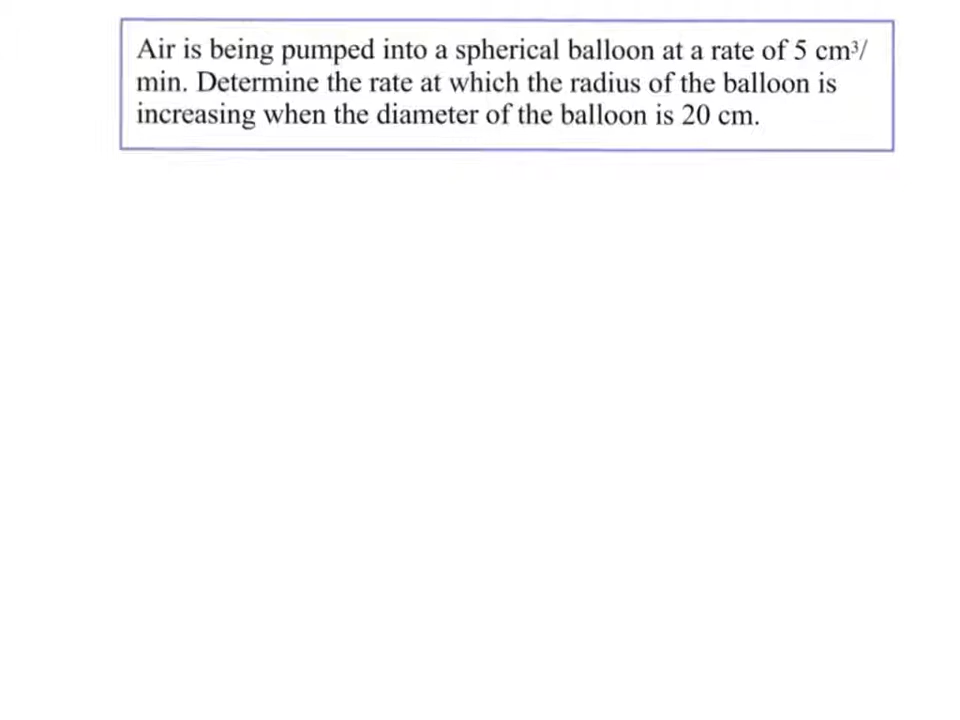 Air is being pumped into a spherical balloon at a rate of 5 cm³/
min. Determine the rate at which the radius of the balloon is
increasing when the diameter of the balloon is 20 cm.